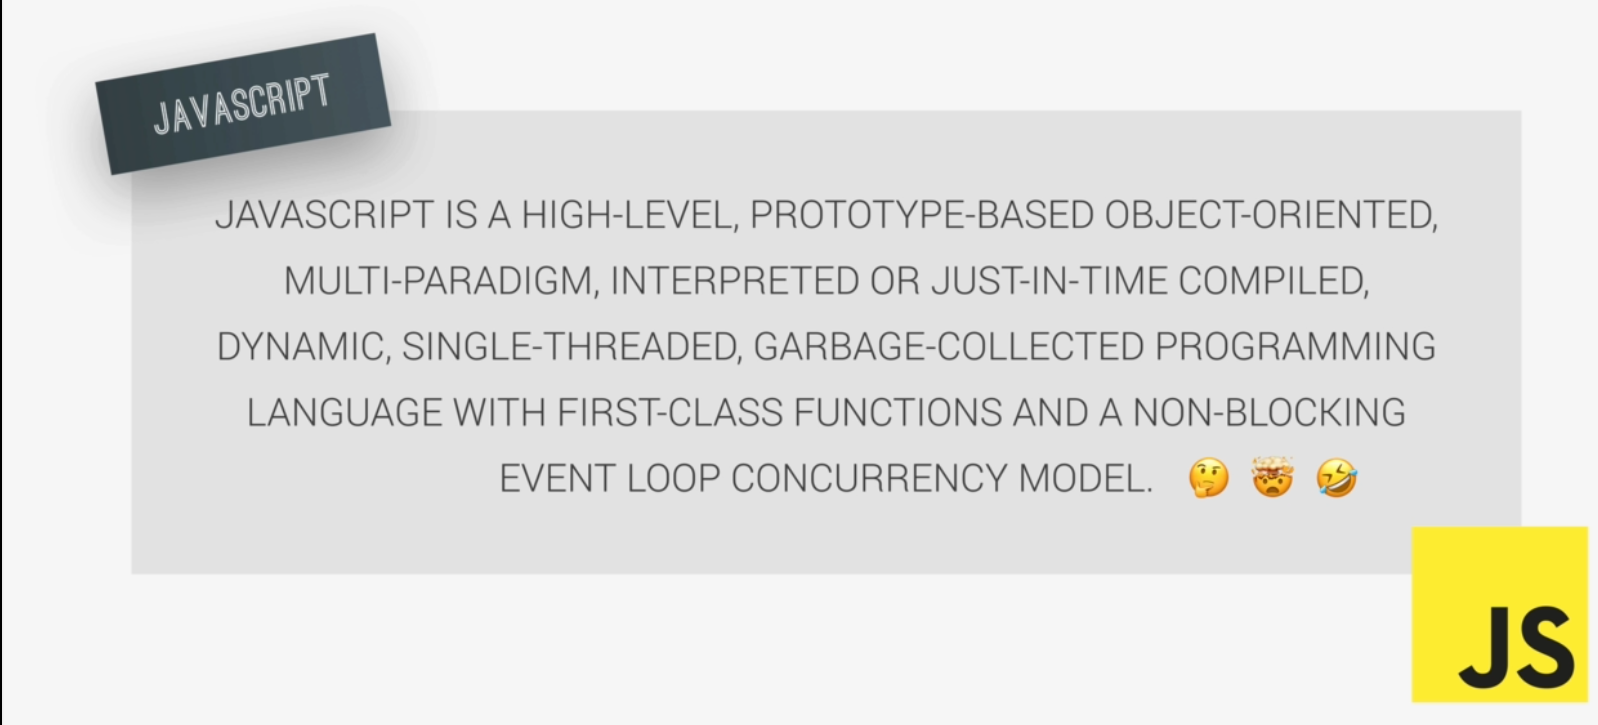 JAVASCRIPT
JAVASCRIPT IS A HIGH-LEVEL, PROTOTYPE-BASED OBJECT-ORIENTED,
MULTI-PARADIGM, INTERPRETED OR JUST-IN-TIME COMPILED,
DYNAMIC, SINGLE-THREADED, GARBAGE-COLLECTED PROGRAMMING
LANGUAGE WITH FIRST-CLASS FUNCTIONS AND A NON-BLOCKING
EVENT LOOP CONCURRENCY MODEL. 🤔 🤯 🤣
JS